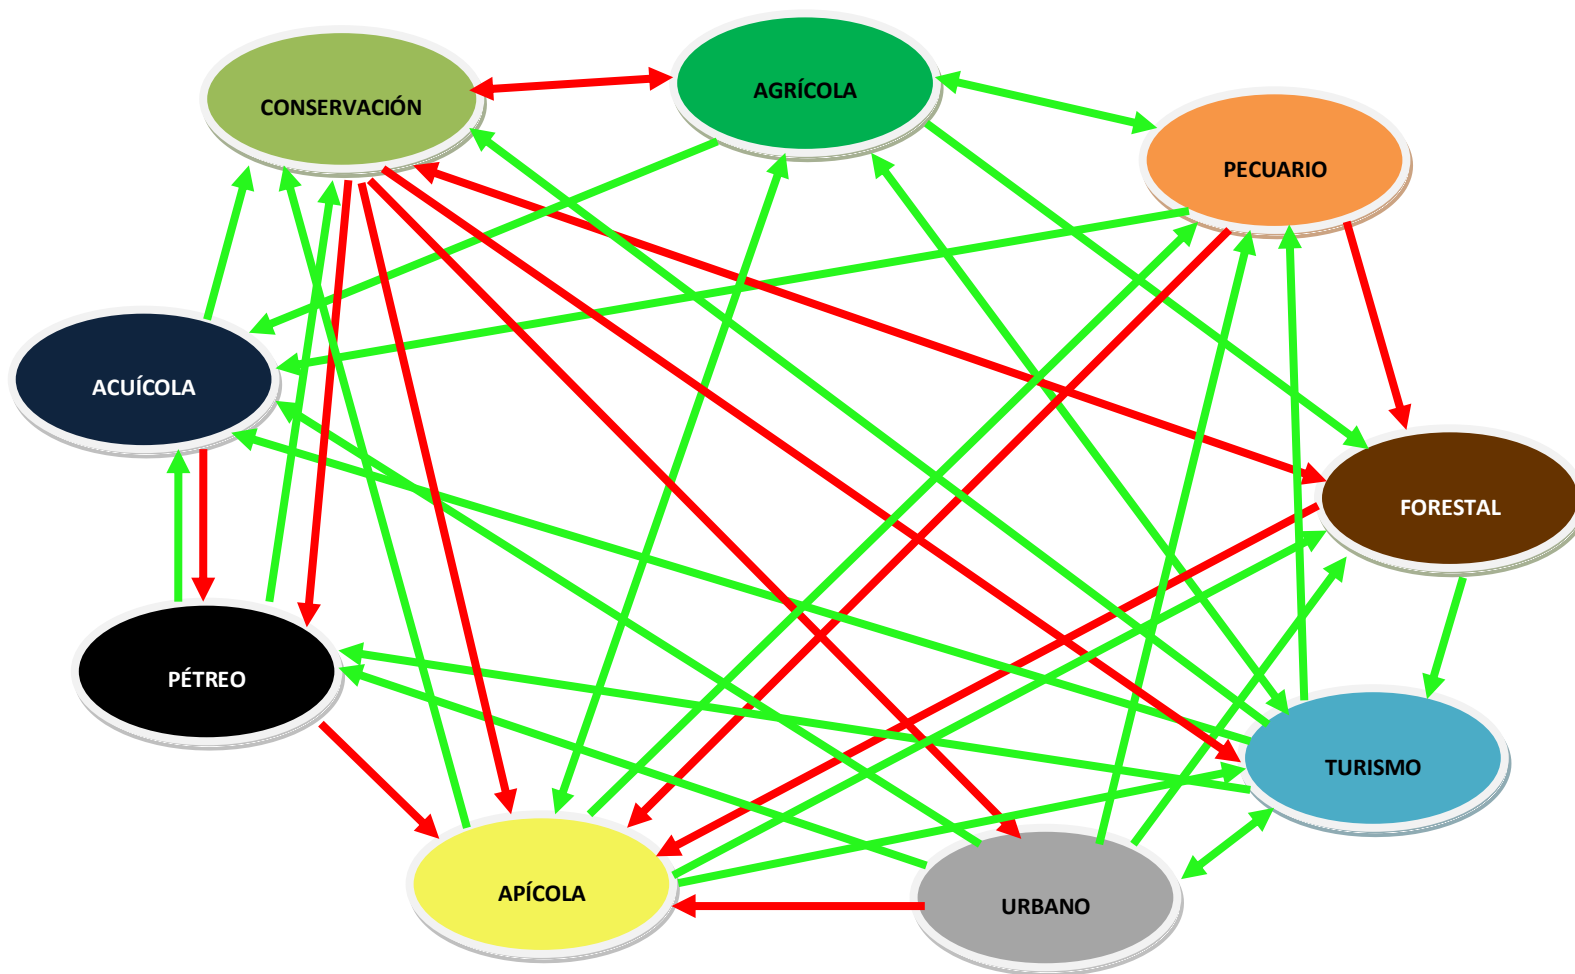 AGRÍCOLA
CONSERVACIÓN
PECUARIO
ACUÍCOLA
FORESTAL
PÉTREO
TURISMO
APÍCOLA
URBANO